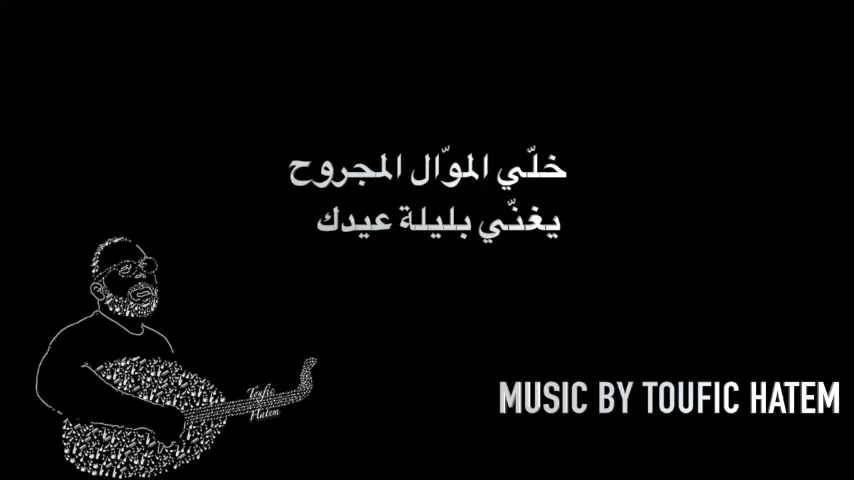 خلّي الموّال المجروح
يغنّي بليلة عيدك
Toufic
Hatem
MUSIC BY TOUFIC HATEM